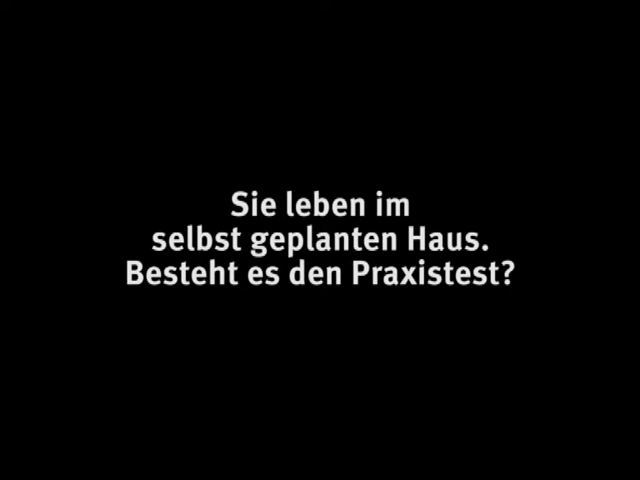 Sie leben im
selbst geplanten Haus.
Besteht es den Praxistest?